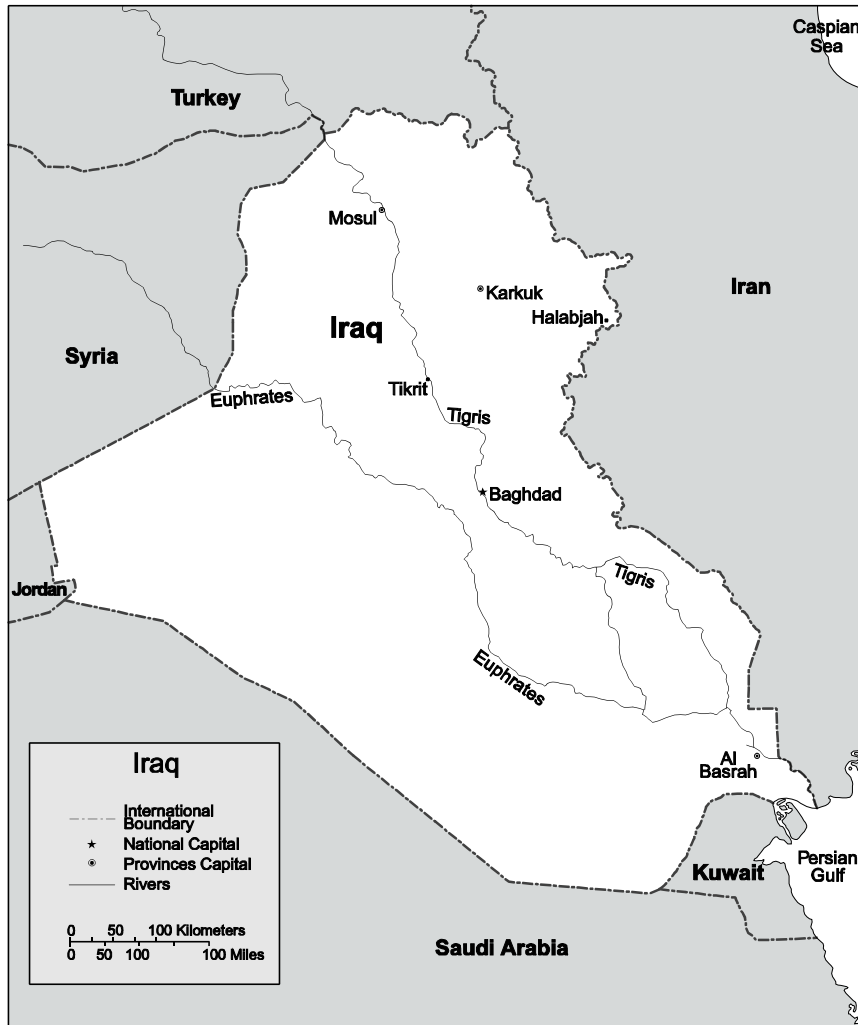 Caspian
Sea
Turkey
Mosul
Karkuk
Iran
Halabjah
Iraq
Syria
Tikrit
Euphrates
Tigris
Baghdad
Tigris
Jordan
Euphrates
Al
Basrah
Persian
Gulf
Kuwait
Saudi Arabia
Iraq
International
Boundary
National Capital
Provinces Capital
Rivers
0 50 100 Kilometers
0 50 100 100 Miles